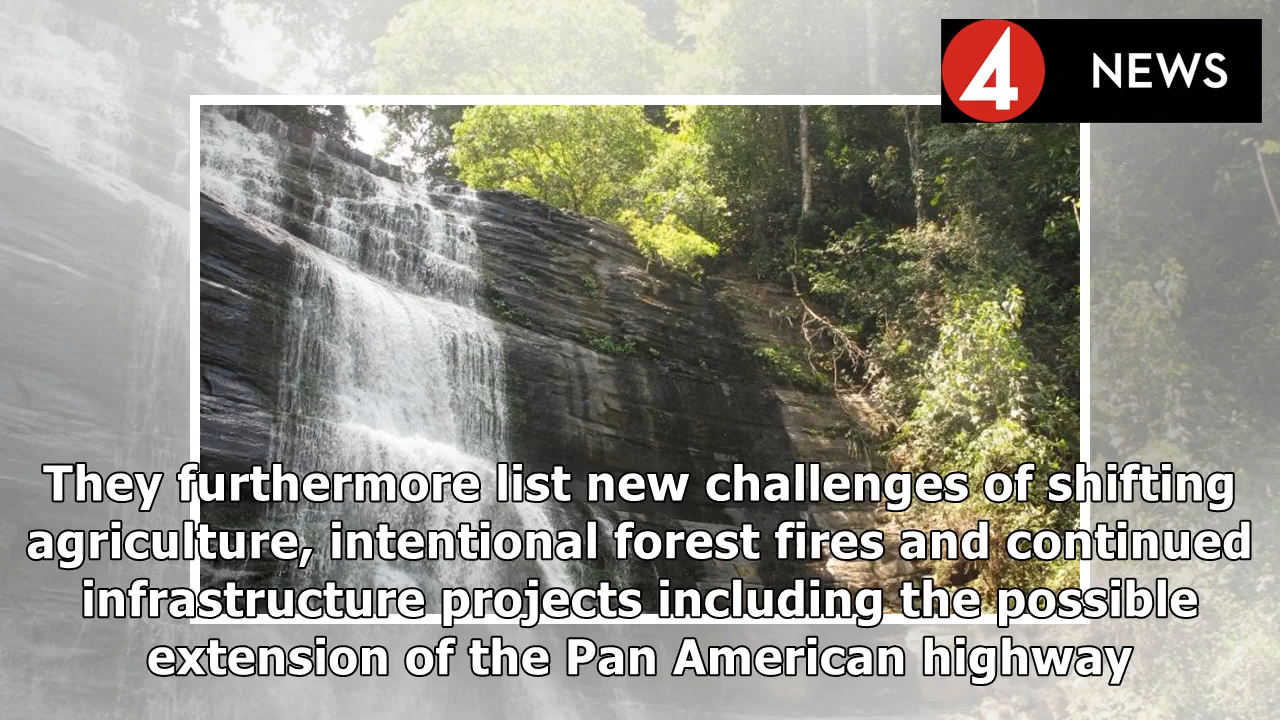 4 NEWS
They furthermore list new challenges of shifting
agriculture, intentional forest fires and continued
infrastructure projects including the possible
extension of the Pan American highway